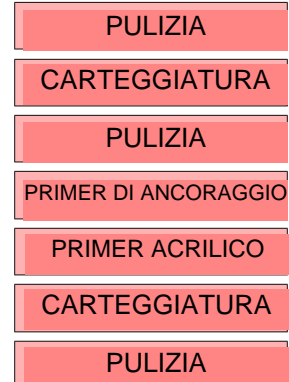 PULIZIA
CARTEGGIATURA
PULIZIA
PRIMER DI ANCORAGGIO
PRIMER ACRILICO
CARTEGGIATURA
PULIZIA